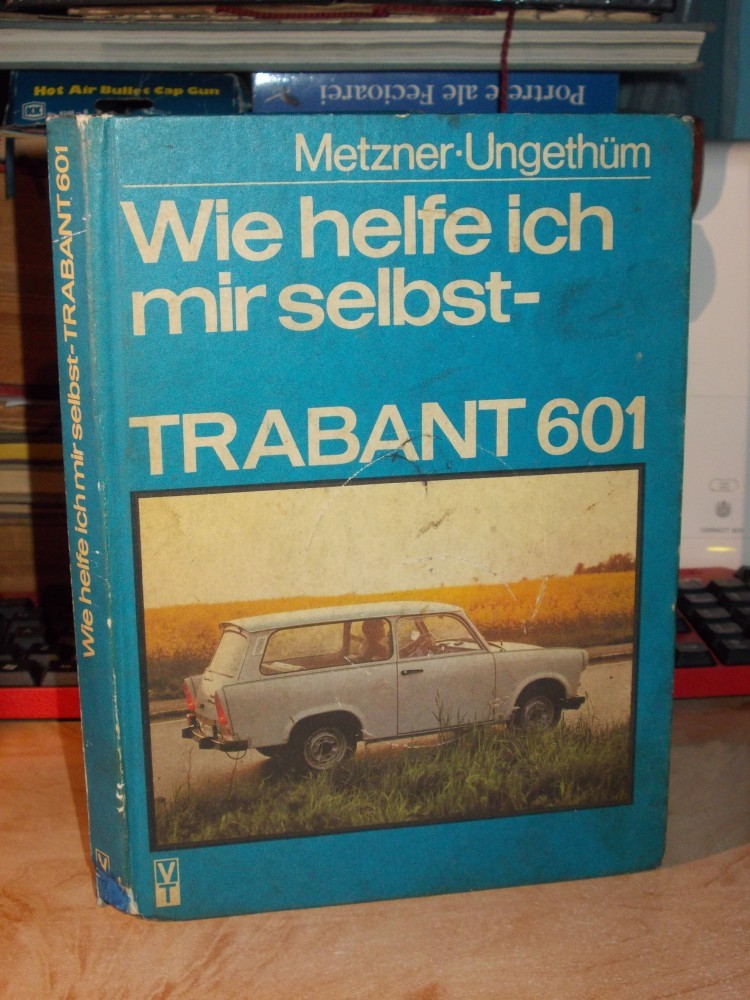 Hot Air Bullet Cap Gun
KK
Portrete ale Fecioarei
Metzner·Ungethüm
Wie helfe ich
mir selbst-
TRABANT 601
Wie helfe ich mir selbst-TRABANT 601
V
T
V